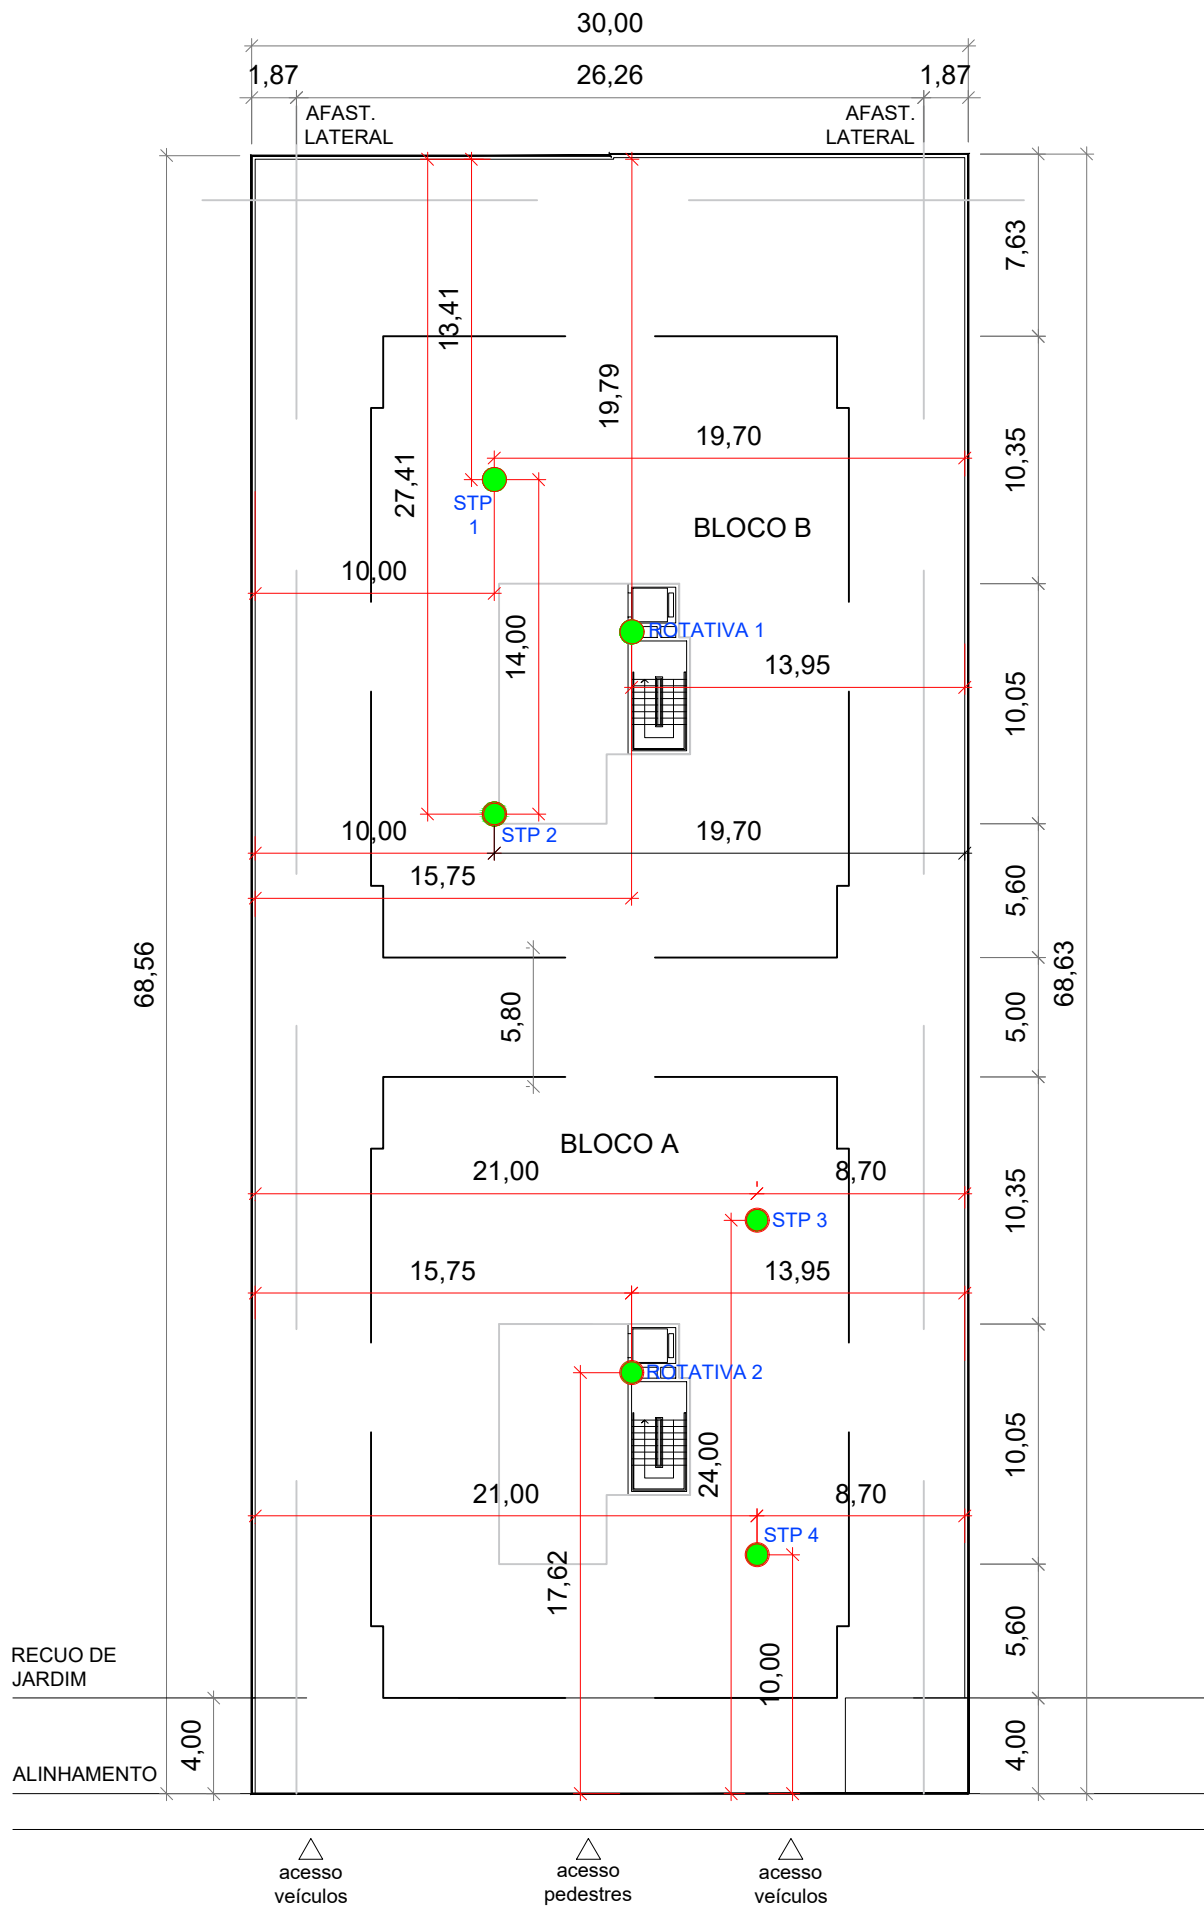 30,00
1,87
26,26
1,87
AFAST.
LATERAL
AFAST.
LATERAL
7,63
13,41
19,79
19,70
10,35
27,41
STP
1
BLOCO B
10,00
14,00
ROTATIVA 1
13,95
10,05
10,00
STP 2
19,70
15,75
5,60
68,56
68,63
5,80
5,00
BLOCO A
21,00
8,70
10,35
STP 3
15,75
13,95
ROTATIVA 2
24,00
10,05
21,00
8,70
STP 4
17,62
5,60
RECUO DE
JARDIM
10,00
4,00
4,00
ALINHAMENTO
acesso
veículos
acesso
pedestres
acesso
veículos